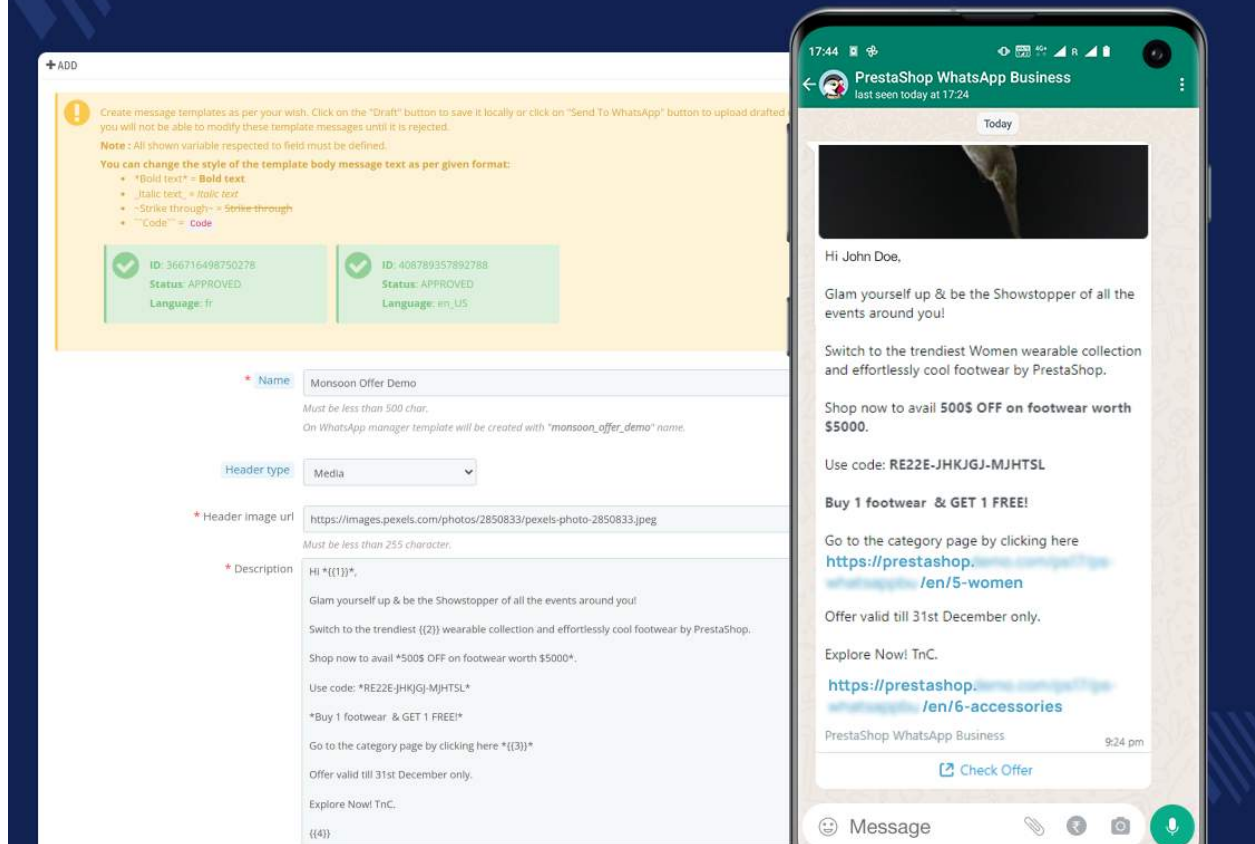 + ADD
Create message templates as per your wish. Click on the "Draft" button to save it locally or click on "Send To WhatsApp" button to upload drafted
you will not be able to modify these template messages until it is rejected.
Note : All shown variable respected to field must be defined.
You can change the style of the template body message text as per given format:
*Bold text* = Bold text
_Italic text_ = Italic text
~Strike through~ = Strike through
```Code``` = Code
ID: 366716498750278
Status: APPROVED
Language: fr
ID: 408789357892788
Status: APPROVED
Language: en_US
* Name
Monsoon Offer Demo
Must be less than 500 char.
On WhatsApp manager template will be created with "monsoon_offer_demo" name.
Header type
Media
* Header image url
https://images.pexels.com/photos/2850833/pexels-photo-2850833.jpeg
Must be less than 255 character.
* Description
Hi *{{1}}*,
Glam yourself up & be the Showstopper of all the events around you!
Switch to the trendiest {{2}} wearable collection and effortlessly cool footwear by PrestaShop.
Shop now to avail *500$ OFF on footwear worth $5000*.
Use code: *RE22E-JHKJGJ-MJHTSL*
*Buy 1 footwear & GET 1 FREE!*
Go to the category page by clicking here *{{3}}*
Offer valid till 31st December only.
Explore Now! TnC.
{{4}}
17:44
4G+
R
PrestaShop WhatsApp Business
last seen today at 17:24
Today
Hi John Doe,
Glam yourself up & be the Showstopper of all the
events around you!
Switch to the trendiest Women wearable collection
and effortlessly cool footwear by PrestaShop.
Shop now to avail 500$ OFF on footwear worth
$5000.
Use code: RE22E-JHKJGJ-MJHTSL
Buy 1 footwear & GET 1 FREE!
Go to the category page by clicking here
https://prestashop.
/en/5-women
Offer valid till 31st December only.
Explore Now! TnC.
https://prestashop.
/en/6-accessories
PrestaShop WhatsApp Business
9:24 pm
Check Offer
Message